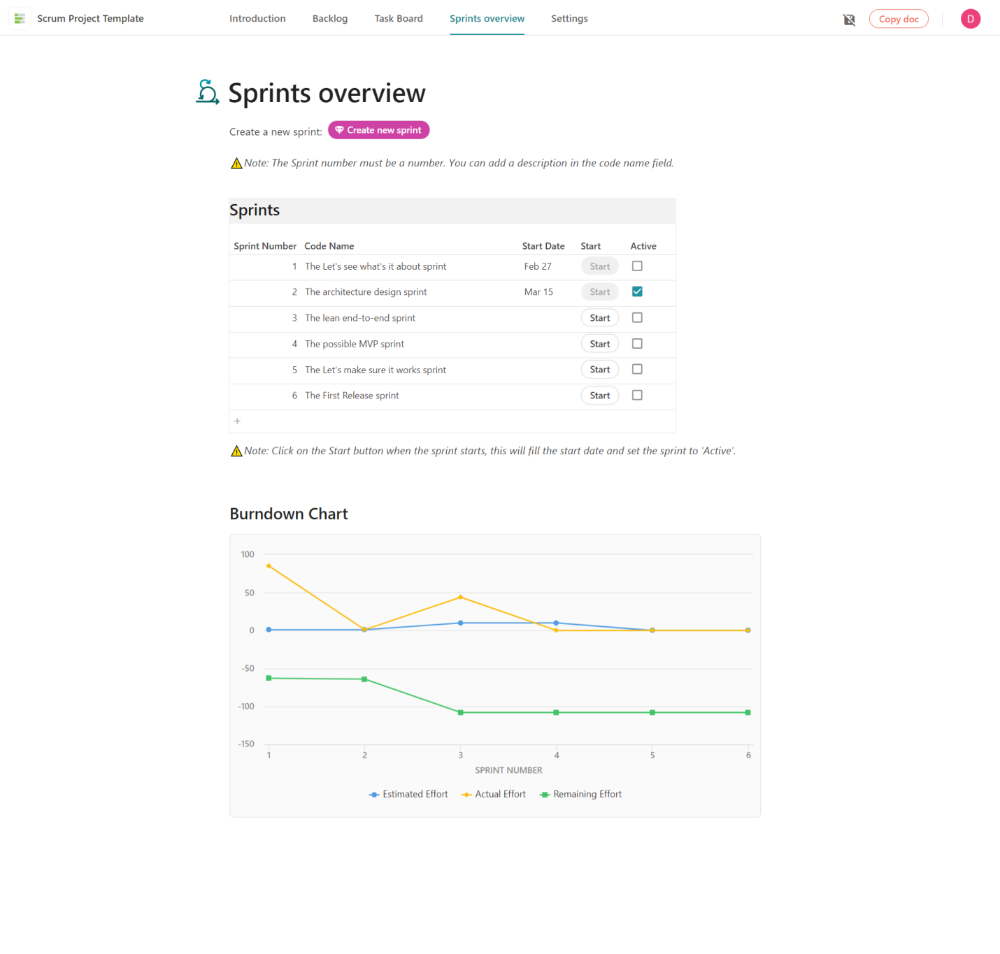 Scrum Project Template Introduction Backlog Task Board Sprints overview Settings Copy doc D
Sprints overview
Create a new sprint: Create new sprint
Note: The Sprint number must be a number. You can add a description in the code name field.
Sprints
Sprint Number Code Name Start Date Start Active
1 The Let's see what's it about sprint Feb 27 Start
2 The architecture design sprint Mar 15 Start
3 The lean end-to-end sprint Start
4 The possible MVP sprint Start
5 The Let's make sure it works sprint Start
6 The First Release sprint Start
+
Note: Click on the Start button when the sprint starts, this will fill the start date and set the sprint to 'Active'.
Burndown Chart
100
50
0
-50
-100
-150
1 2 3 4 5 6
SPRINT NUMBER
Estimated Effort Actual Effort Remaining Effort